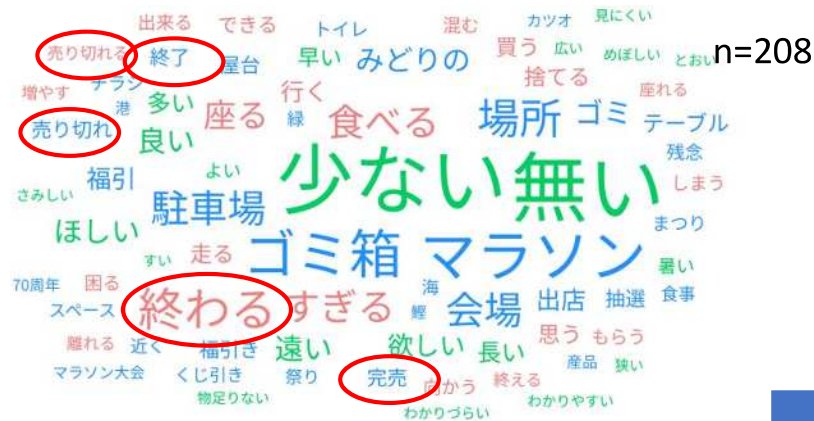 出来る できる トイレ 混む カツオ 見にくい
売り切れる 終了 屋台 早い みどりの 買う 広い めぼしい とおい n=208
増やす チラシ 港 多い 座る 行く 緑 食べる 場所 捨てる ゴミ 座れる テーブル
売り切れ 良い 残念
さみしい 福引 よい 少ない 無い しまう
ほしい 駐車場 まつり
すい 走る ゴミ箱 マラソン 暑い
70周年 困る 海
スペース 終わる すぎる 鰹 会場 出店 抽選 食事
離れる 近く 福引き 遠い 欲しい 長い 思う もらう
マラソン大会 くじ引き 祭り 完売 向かう 終える 産品 狭い
物足りない わかりづらい わかりやすい